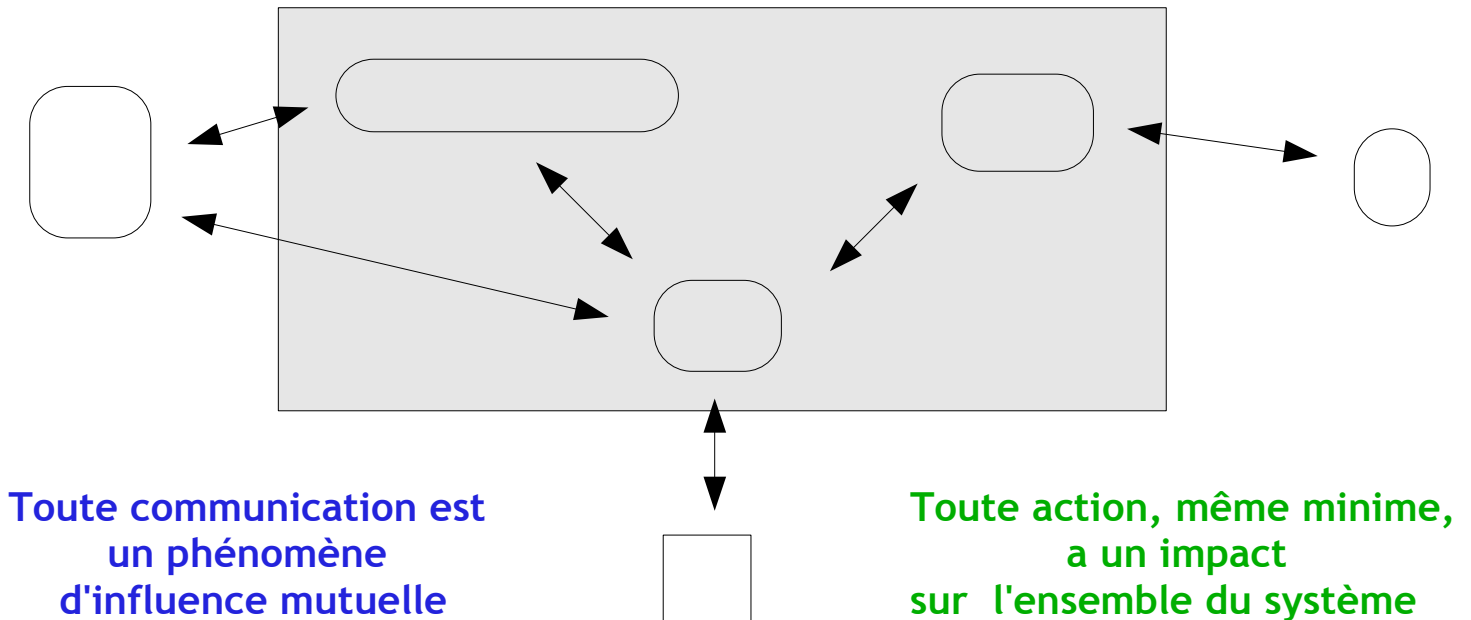 Toute communication est
un phénomène
d'influence mutuelle
Toute action, même minime,
a un impact
sur l'ensemble du système